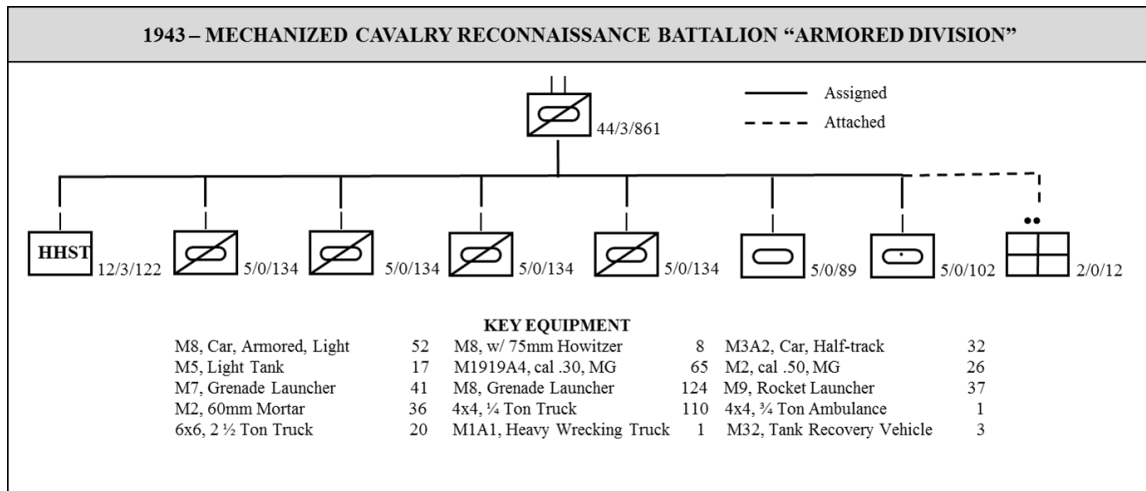 1943 – MECHANIZED CAVALRY RECONNAISSANCE BATTALION “ARMORED DIVISION”
Assigned
Attached
44/3/861
HHST
12/3/122
5/0/134
5/0/134
5/0/134
5/0/134
5/0/89
5/0/102
2/0/12
KEY EQUIPMENT
M8, Car, Armored, Light 52 M8, w/ 75mm Howitzer 8 M3A2, Car, Half-track 32
M5, Light Tank 17 M1919A4, cal .30, MG 65 M2, cal .50, MG 26
M7, Grenade Launcher 41 M8, Grenade Launcher 124 M9, Rocket Launcher 37
M2, 60mm Mortar 36 4x4, ¼ Ton Truck 110 4x4, ¾ Ton Ambulance 1
6x6, 2 ½ Ton Truck 20 M1A1, Heavy Wrecking Truck 1 M32, Tank Recovery Vehicle 3